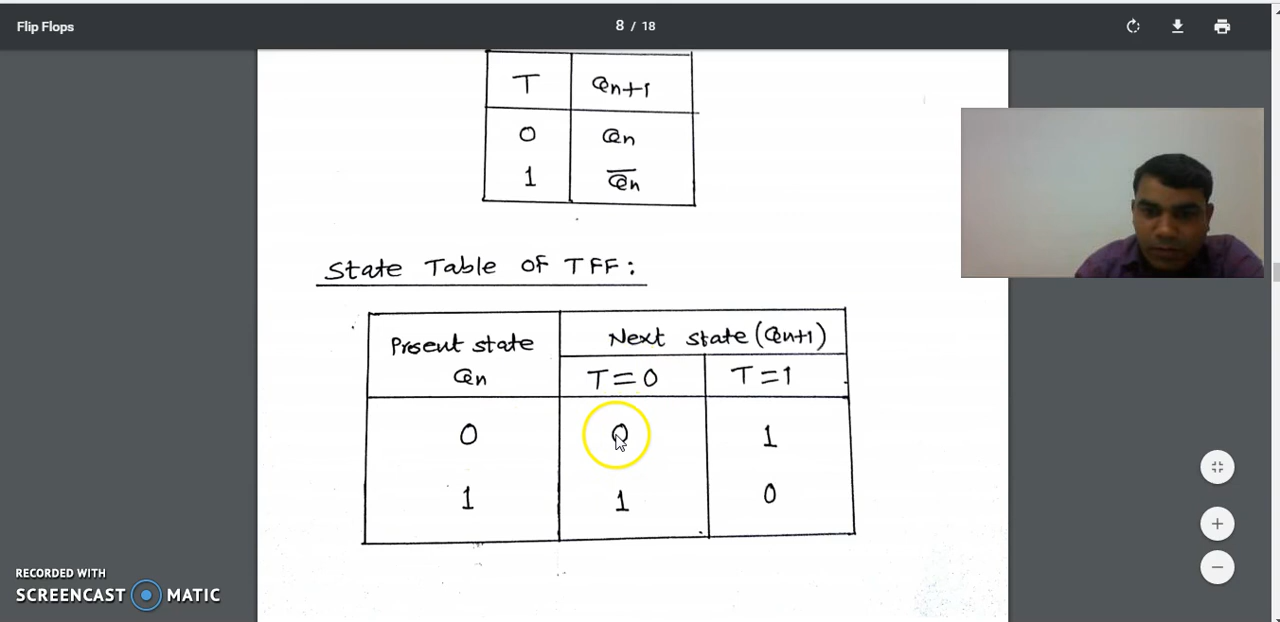 Flip Flops
8 / 18
T Qn+1
0 Qn
1 Q̅n
State Table of TFF:
Present state Qn
Next state (Qn+1)
T=0 T=1
0 0 1
1 1 0
RECORDED WITH
SCREENCAST MATIC